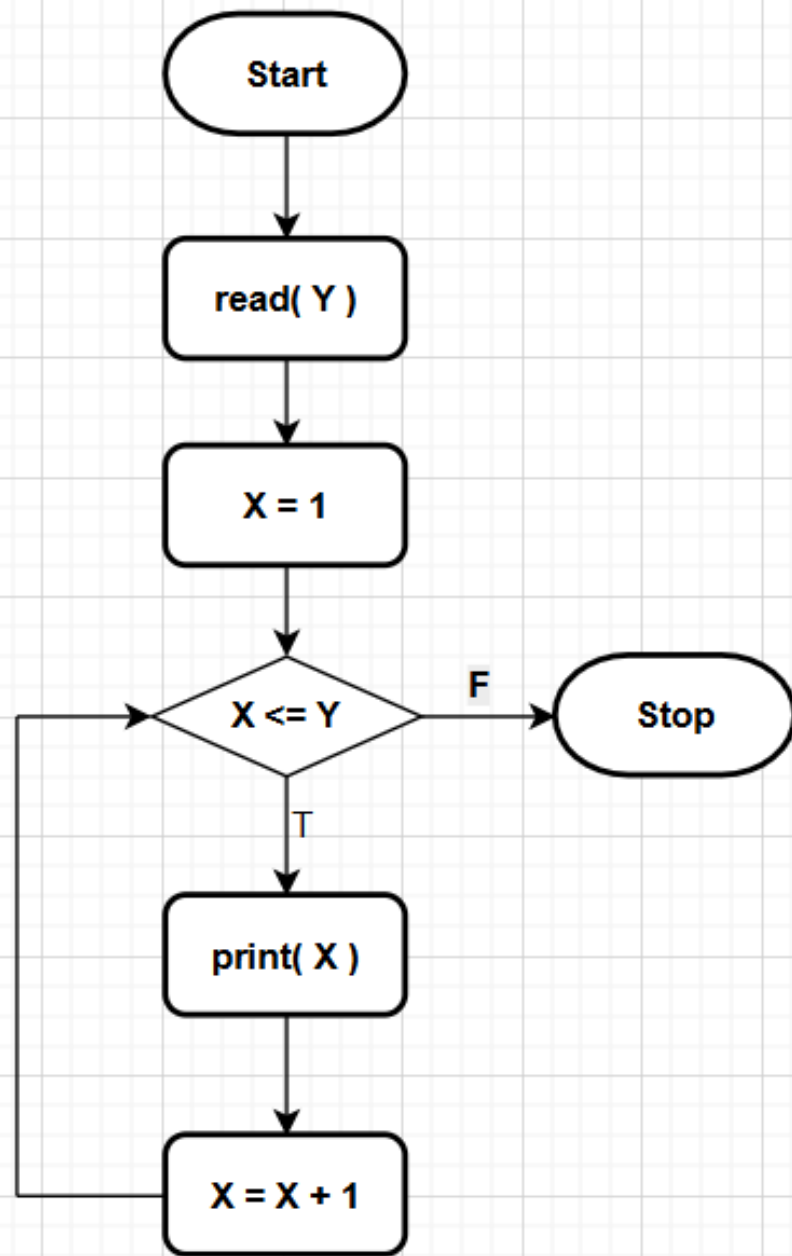 Start
read( Y )
X = 1
X <= Y
F
Stop
T
print( X )
X = X + 1